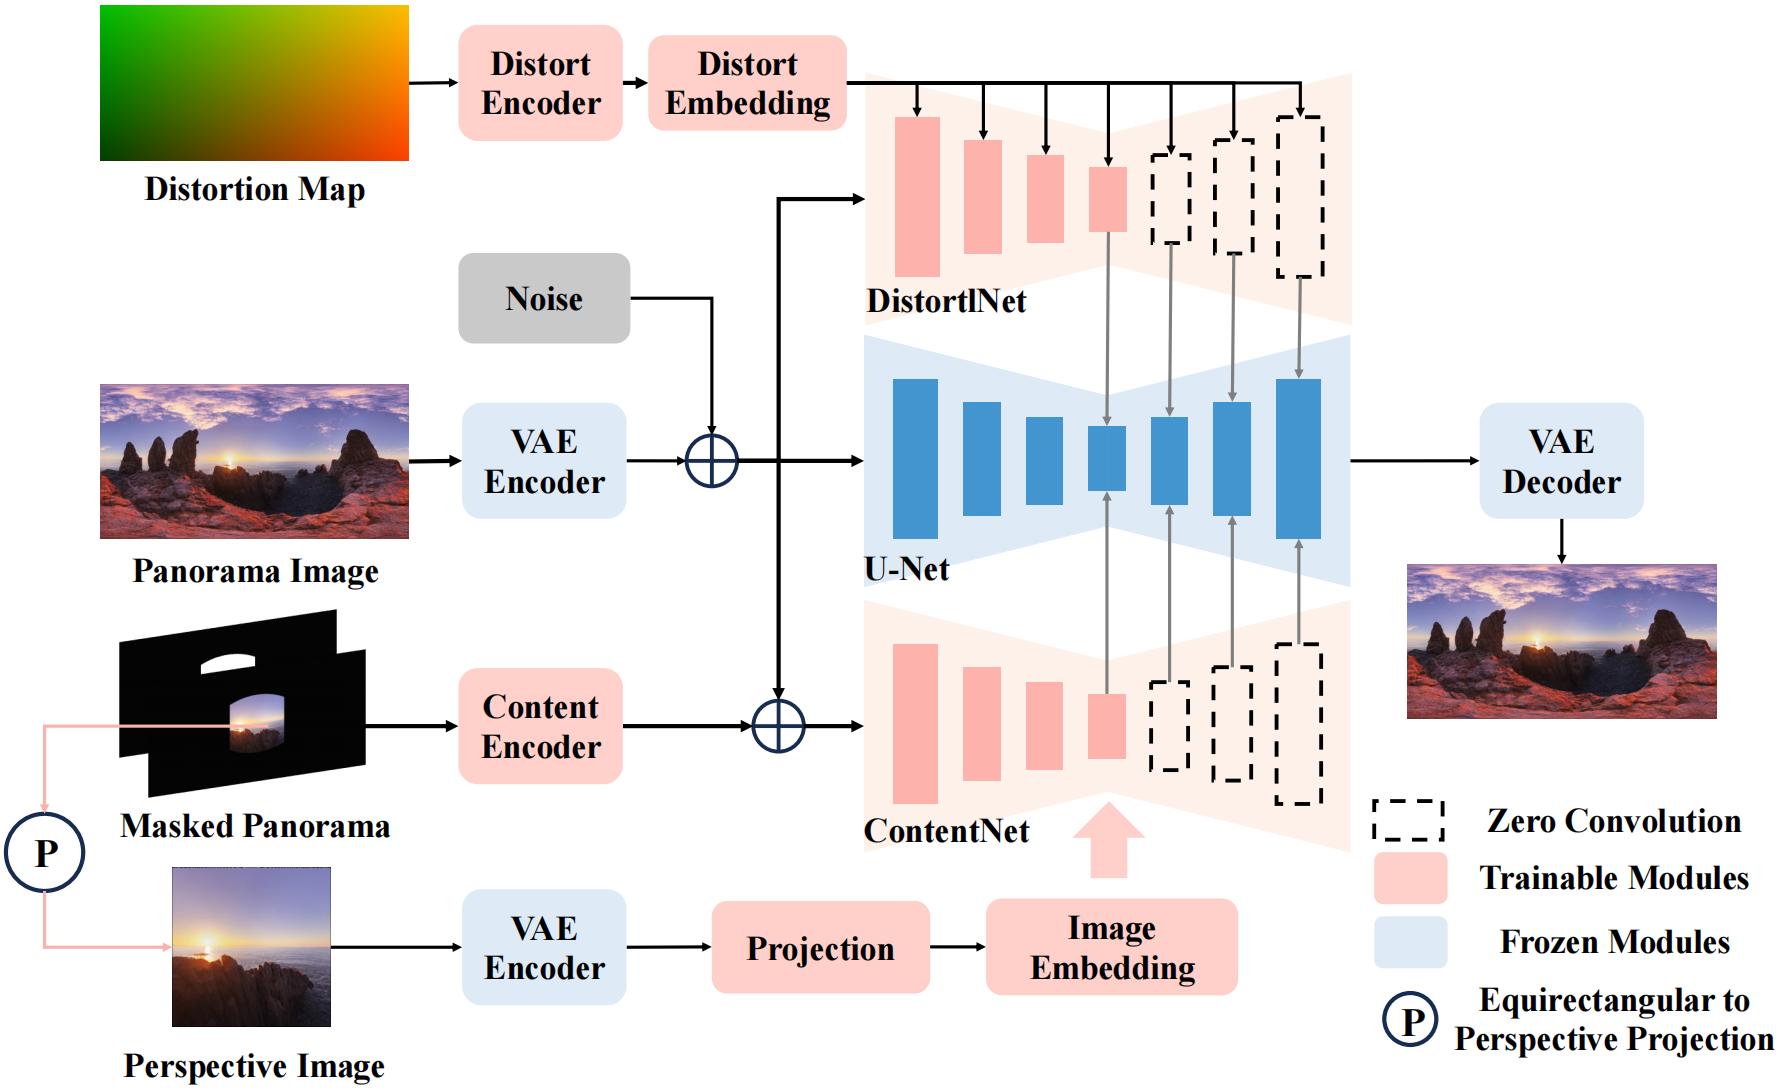 Distort
Encoder
Distort
Embedding
Distortion Map
Noise
DistortlNet
Panorama Image
VAE
Encoder
U-Net
VAE
Decoder
Masked Panorama
Content
Encoder
ContentNet
P
Perspective Image
VAE
Encoder
Projection
Image
Embedding
Zero Convolution
Trainable Modules
Frozen Modules
P
Equirectangular to
Perspective Projection